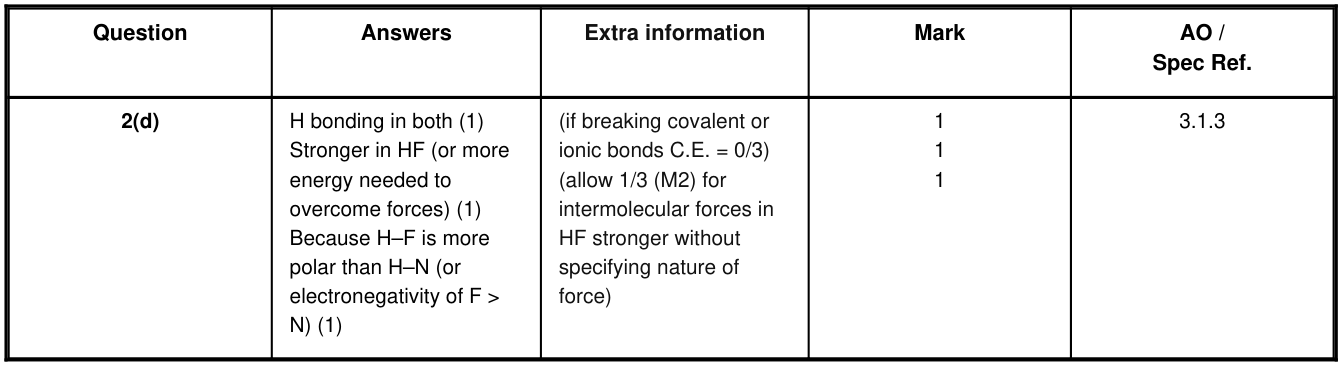 Question
Answers
Extra information
Mark
AO /
Spec Ref.
2(d)
H bonding in both (1)
Stronger in HF (or more
energy needed to
overcome forces) (1)
Because H–F is more
polar than H–N (or
electronegativity of F >
N) (1)
(if breaking covalent or
ionic bonds C.E. = 0/3)
(allow 1/3 (M2) for
intermolecular forces in
HF stronger without
specifying nature of
force)
1
1
1
3.1.3